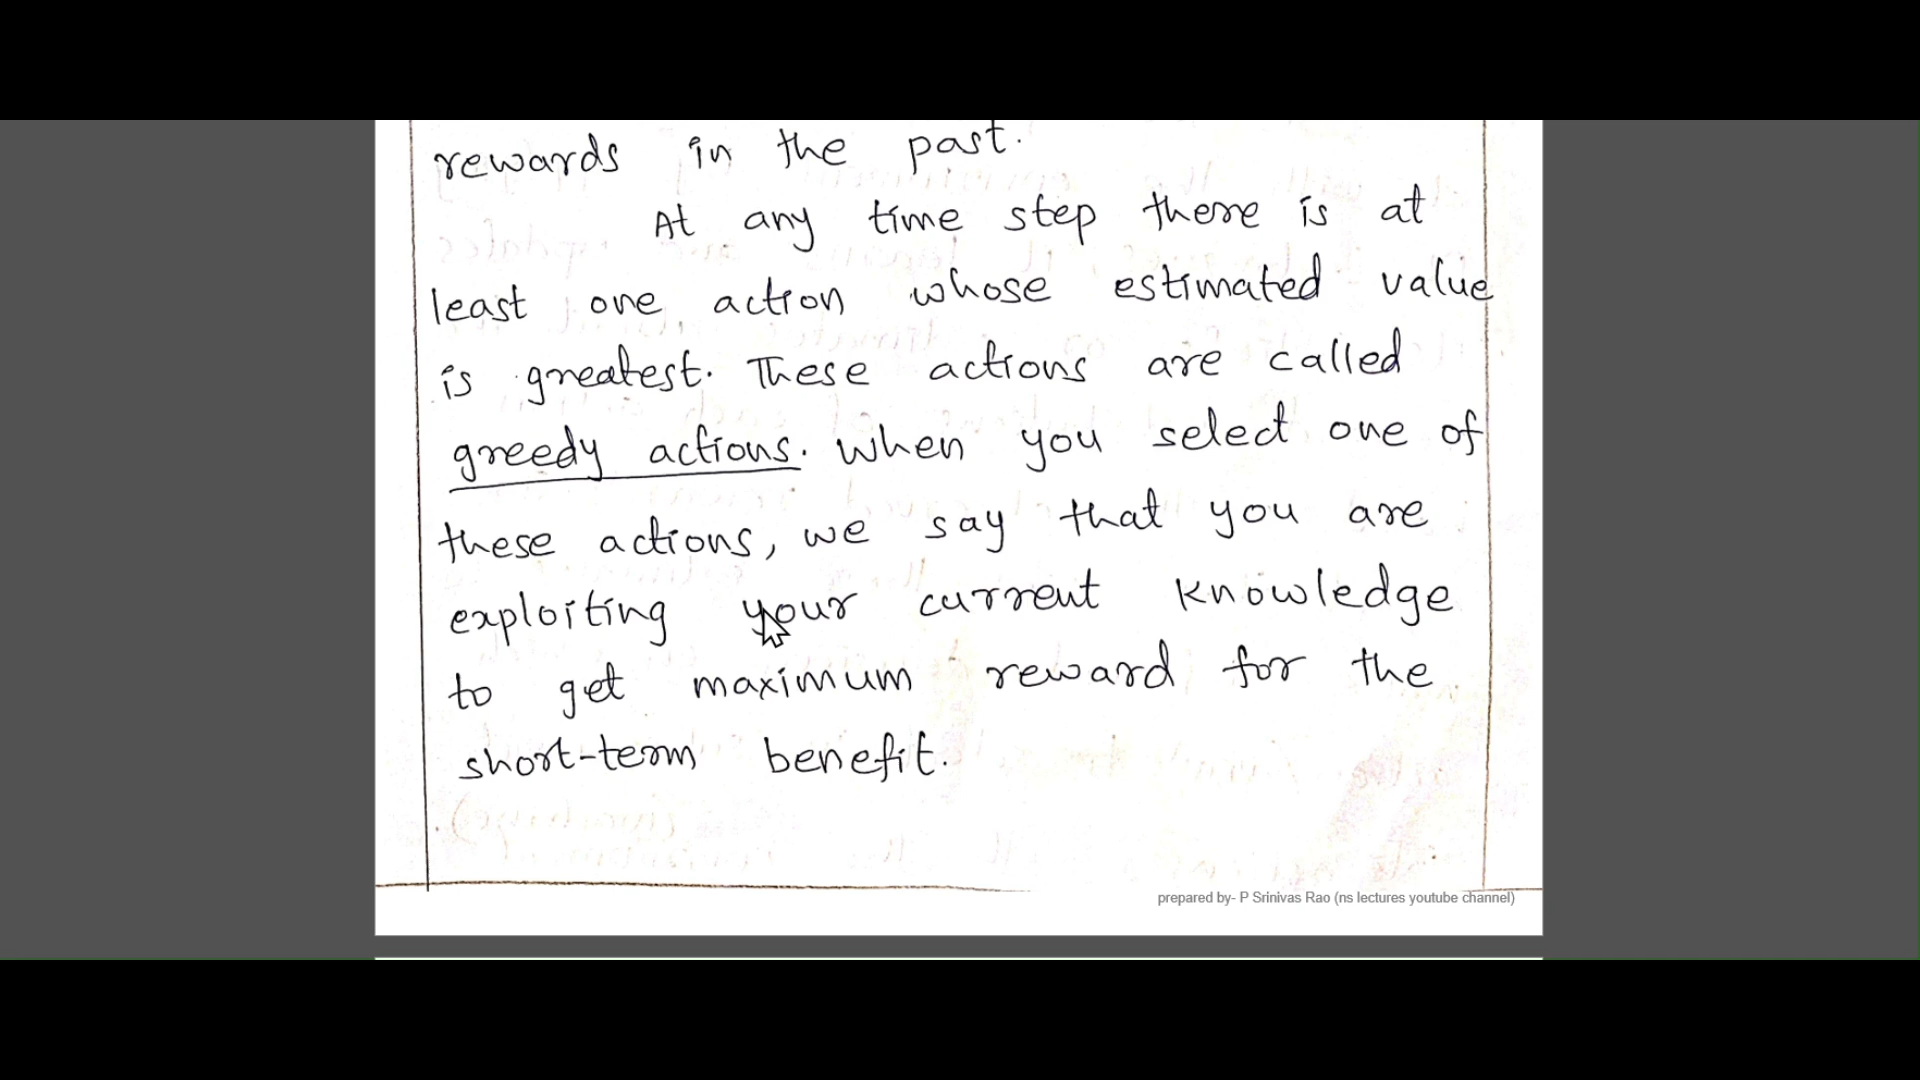 rewards in the past.
At any time step there is at
least one action whose estimated value
is greatest. These actions are called
greedy actions. When you select one of
these actions, we say that you are
exploiting your current knowledge
to get maximum reward for the
short-term benefit.
prepared by- P Srinivas Rao (ns lectures youtube channel)